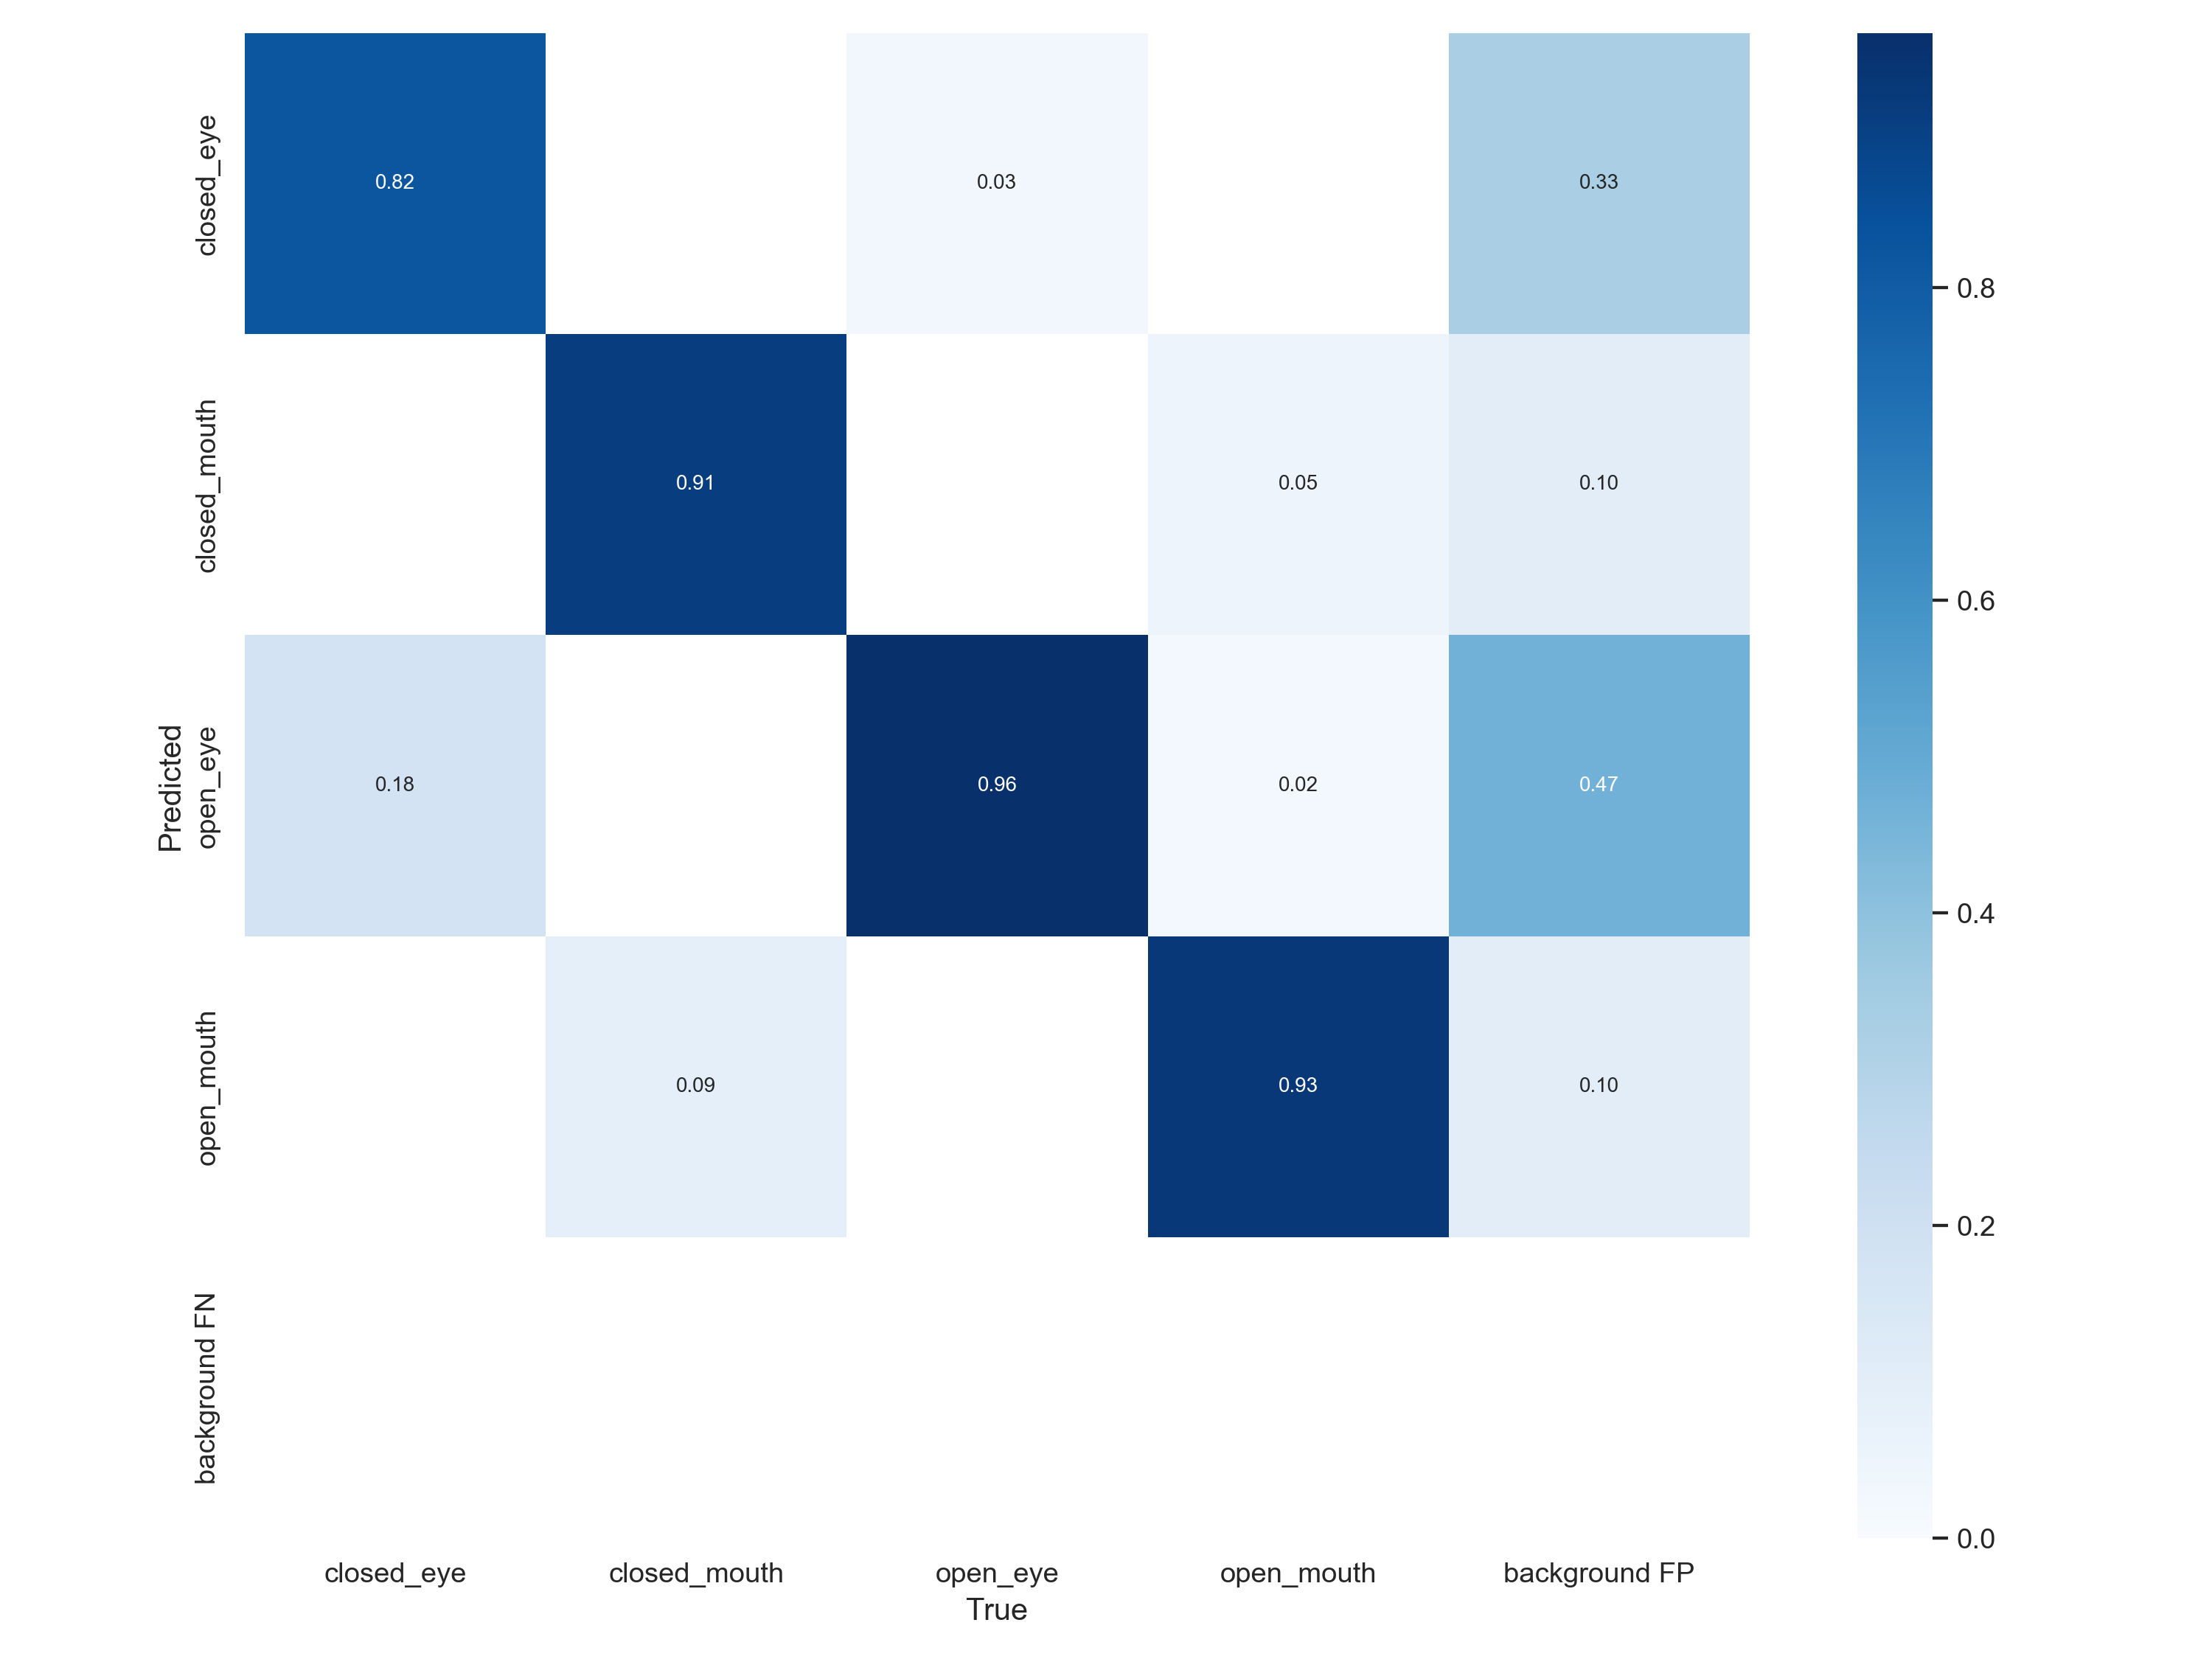 closed_eye
0.82
0.03
0.33
closed_mouth
0.91
0.05
0.10
Predicted
open_eye
0.18
0.96
0.02
0.47
open_mouth
0.09
0.93
0.10
background FN
closed_eye
closed_mouth
open_eye
open_mouth
background FP
True
0.8
0.6
0.4
0.2
0.0